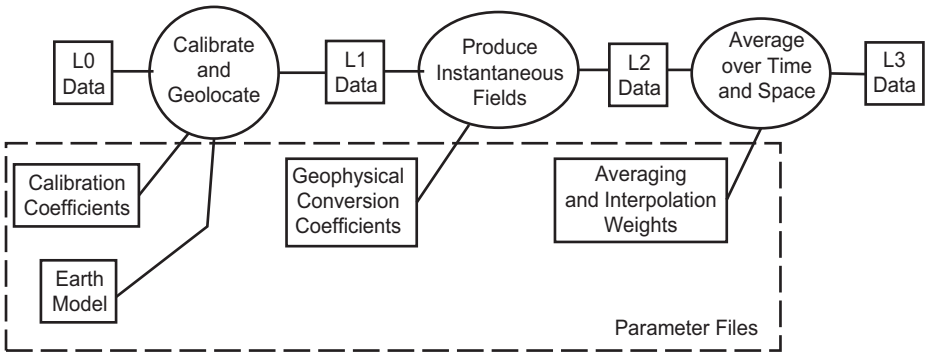 L0
Data
Calibrate
and
Geolocate
L1
Data
Produce
Instantaneous
Fields
L2
Data
Average
over Time
and Space
L3
Data
Calibration
Coefficients
Geophysical
Conversion
Coefficients
Averaging
and Interpolation
Weights
Earth
Model
Parameter Files